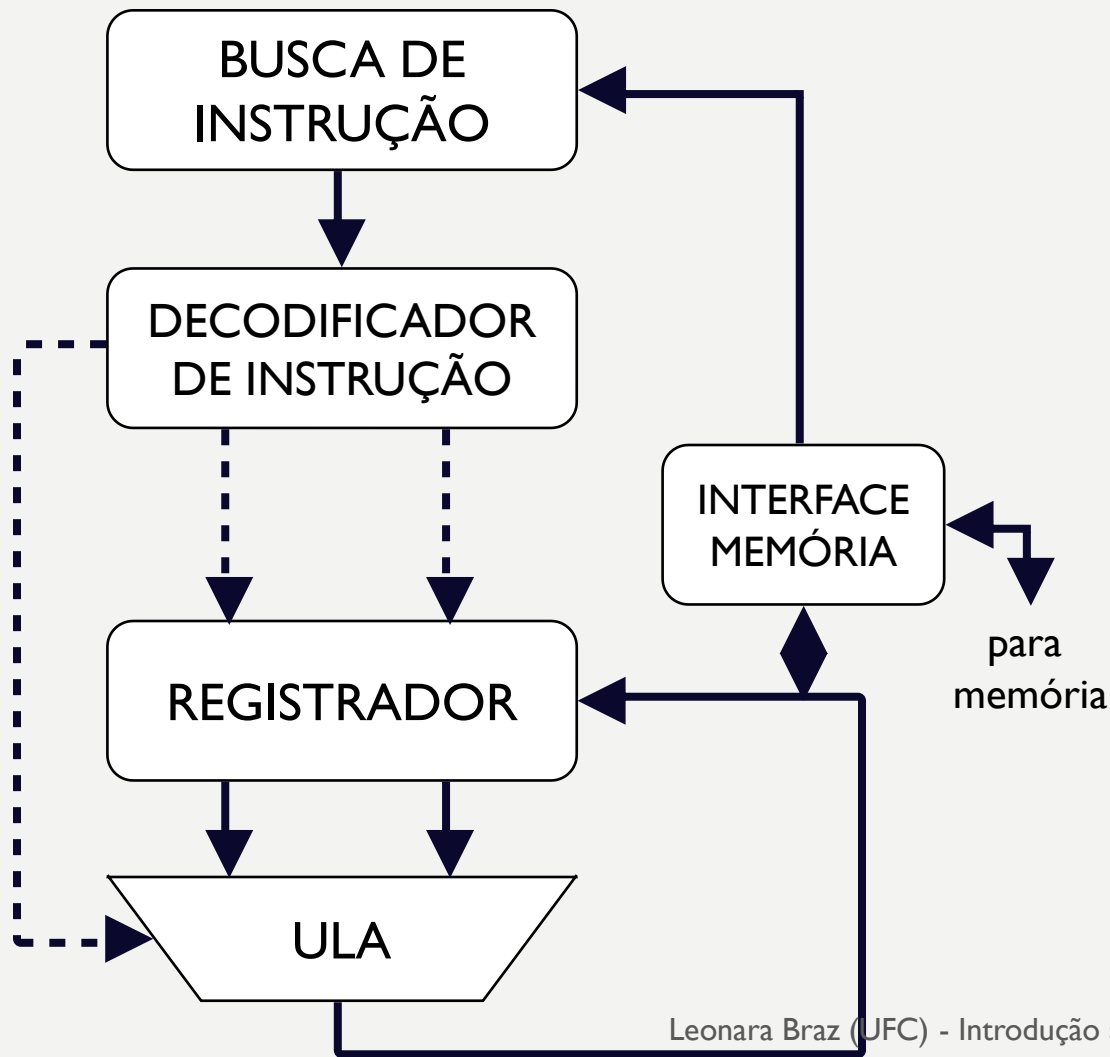 BUSCA DE
INSTRUÇÃO
DECODIFICADOR
DE INSTRUÇÃO
INTERFACE
MEMÓRIA
para
memória
REGISTRADOR
ULA
Leonara Braz (UFC) - Introdução